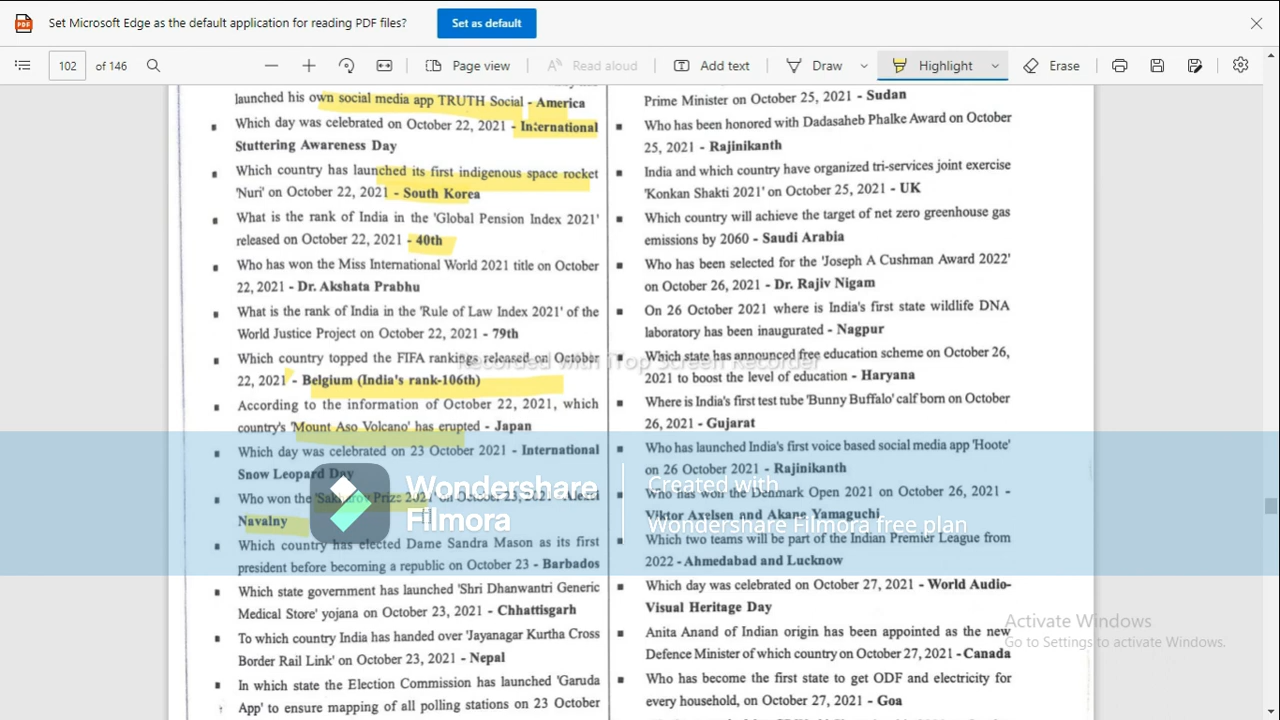 Set Microsoft Edge as the default application for reading PDF files?
Set as default
102 of 146
Page view
Read aloud
Add text
Draw
Highlight
Erase
launched his own social media app TRUTH Social - America
Which day was celebrated on October 22, 2021 - International
Stuttering Awareness Day
Which country has launched its first indigenous space rocket
'Nuri' on October 22, 2021 - South Korea
What is the rank of India in the 'Global Pension Index 2021'
released on October 22, 2021 - 40th
Who has won the Miss International World 2021 title on October
22, 2021 - Dr. Akshata Prabhu
What is the rank of India in the 'Rule of Law Index 2021' of the
World Justice Project on October 22, 2021 - 79th
Which country topped the FIFA rankings released on October
22, 2021 - Belgium (India's rank-106th)
According to the information of October 22, 2021, which
country's 'Mount Aso Volcano' has erupted - Japan
Which day was celebrated on 23 October 2021 - International
Snow Leopard Day
Who won the 'Sakharov Prize 2021' on October 23, 2021 - Alexei
Navalny
Which country has elected Dame Sandra Mason as its first
president before becoming a republic on October 23 - Barbados
Which state government has launched 'Shri Dhanwantri Generic
Medical Store' yojana on October 23, 2021 - Chhattisgarh
To which country India has handed over 'Jayanagar Kurtha Cross
Border Rail Link' on October 23, 2021 - Nepal
In which state the Election Commission has launched 'Garuda
App' to ensure mapping of all polling stations on 23 October
Prime Minister on October 25, 2021 - Sudan
Who has been honored with Dadasaheb Phalke Award on October
25, 2021 - Rajinikanth
India and which country have organized tri-services joint exercise
'Konkan Shakti 2021' on October 25, 2021 - UK
Which country will achieve the target of net zero greenhouse gas
emissions by 2060 - Saudi Arabia
Who has been selected for the 'Joseph A Cushman Award 2022'
on October 26, 2021 - Dr. Rajiv Nigam
On 26 October 2021 where is India's first state wildlife DNA
laboratory has been inaugurated - Nagpur
Which state has announced free education scheme on October 26,
2021 to boost the level of education - Haryana
Where is India's first test tube 'Bunny Buffalo' calf born on October
26, 2021 - Gujarat
Who has launched India's first voice based social media app 'Hoote'
on 26 October 2021 - Rajinikanth
Who has won the Denmark Open 2021 on October 26, 2021 -
Viktor Axelsen and Akane Yamaguchi
Which two teams will be part of the Indian Premier League from
2022 - Ahmedabad and Lucknow
Which day was celebrated on October 27, 2021 - World Audio-
Visual Heritage Day
Anita Anand of Indian origin has been appointed as the new
Defence Minister of which country on October 27, 2021 - Canada
Who has become the first state to get ODF and electricity for
every household, on October 27, 2021 - Goa
Recorded with iTop Screen Recorder
Wondershare
Filmora
Created with
Wondershare Filmora free plan
Activate Windows
Go to Settings to activate Windows.